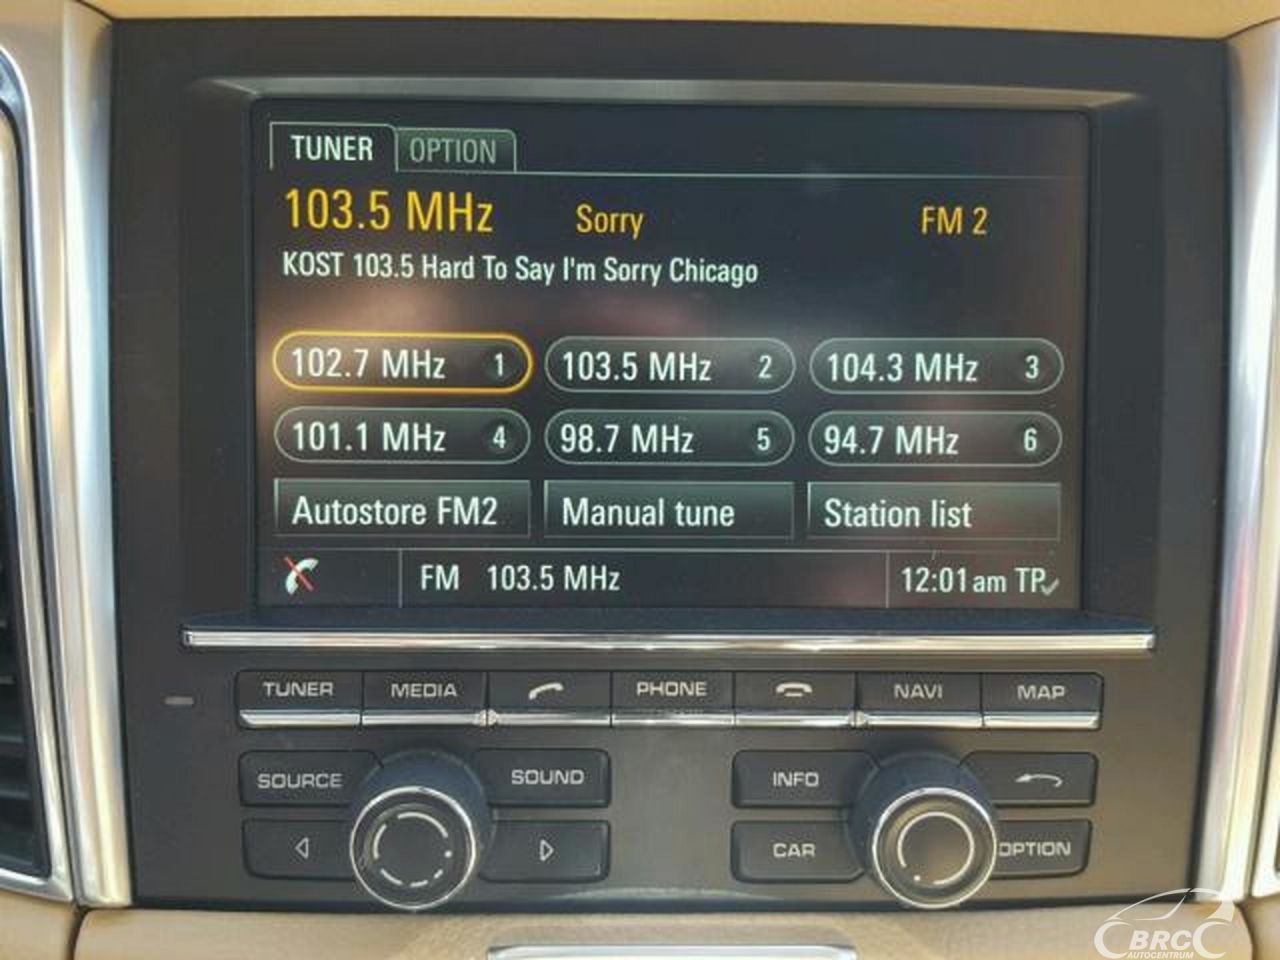 TUNER OPTION
103.5 MHz Sorry FM 2
KOST 103.5 Hard To Say I'm Sorry Chicago
102.7 MHz 1 103.5 MHz 2 104.3 MHz 3
101.1 MHz 4 98.7 MHz 5 94.7 MHz 6
Autostore FM2 Manual tune Station list
FM 103.5 MHz 12:01 am TP
TUNER MEDIA PHONE NAVI MAP
SOURCE SOUND INFO
CAR OPTION
BRC
AUTOCENTRUM